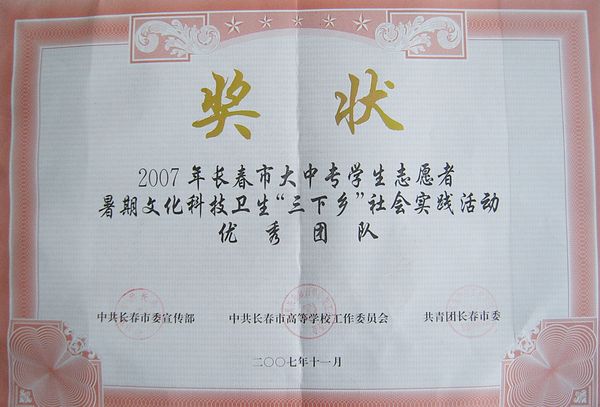 奖状
2007年长春市大中专学生志愿者
暑期文化科技卫生“三下乡”社会实践活动
优秀团队
中共长春市委宣传部 中共长春市高等学校工作委员会 共青团长春市委
二〇〇七年十一月